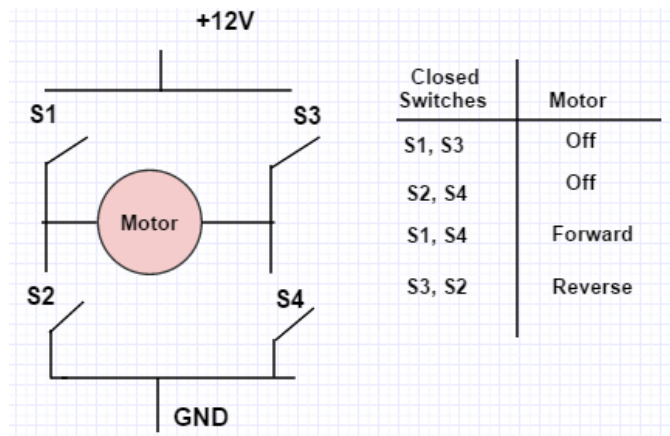 +12V
S1
S3
Motor
S2
S4
GND
Closed
Switches Motor
S1, S3 Off
S2, S4 Off
S1, S4 Forward
S3, S2 Reverse